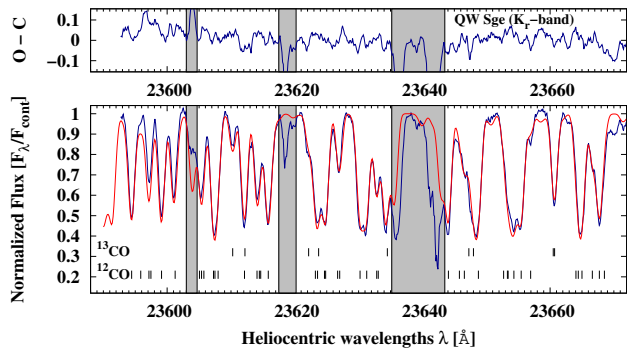 QW Sge (Kᵣ−band)
O − C
0.1
0
−0.1
23600 23620 23640 23660
Normalized Flux [F_λ/F_cont]
1
0.9
0.8
0.7
0.6
0.5
0.4
0.3
0.2
¹³CO
¹²CO
23600 23620 23640 23660
Heliocentric wavelengths λ [Å]